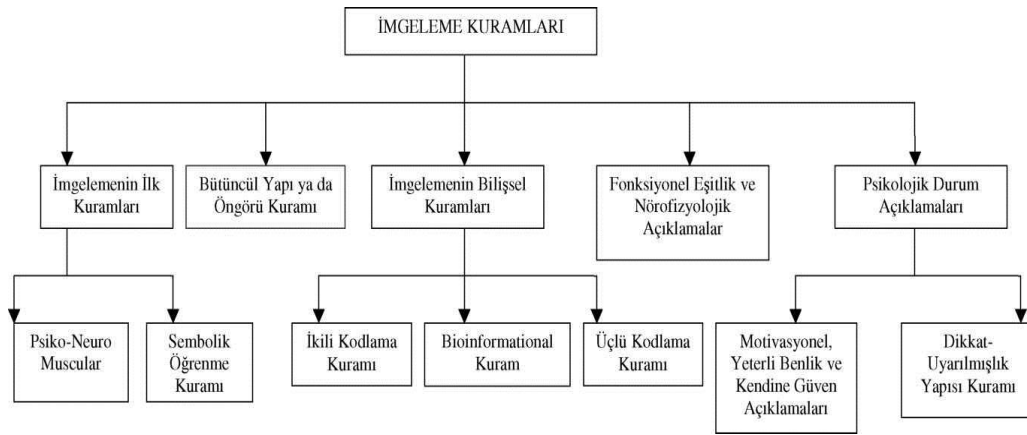 İMGELEME KURAMLARI
İmgelemenin İlk
Kuramları
Bütüncül Yapı ya da
Öngörü Kuramı
İmgelemenin Bilişsel
Kuramları
Fonksiyonel Eşitlik ve
Nörofizyolojik
Açıklamalar
Psikolojik Durum
Açıklamaları
Psiko-Neuro
Muscular
Sembolik
Öğrenme
Kuramı
İkili Kodlama
Kuramı
Bioinformational
Kuram
Üçlü Kodlama
Kuramı
Motivasyonel,
Yeterli Benlik ve
Kendine Güven
Açıklamaları
Dikkat-
Uyarılmışlık
Yapısı Kuramı